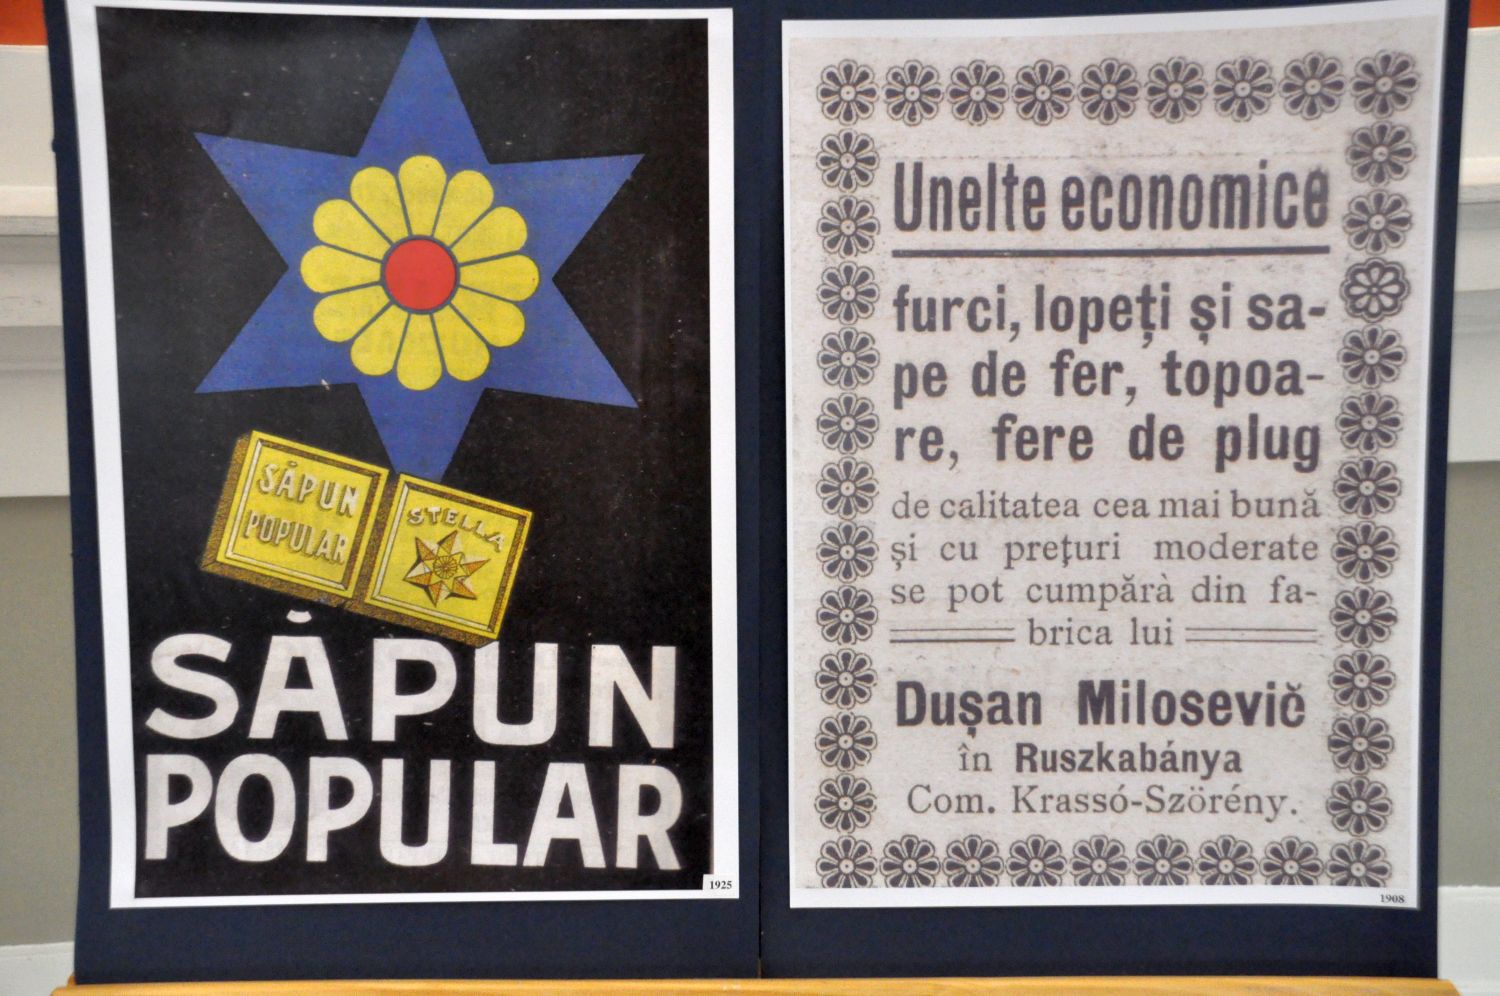 SĂPUN
POPULAR
STELLA
SĂPUN
POPULAR
1925
Unelte economice
furci, lopeți și sa-
pe de fer, topoa-
re, fere de plug
de calitatea cea mai bună
și cu prețuri moderate
se pot cumpărà din fa-
brica lui
Dușan Milosevič
în Ruszkabánya
Com. Krassó-Szörény.
1908